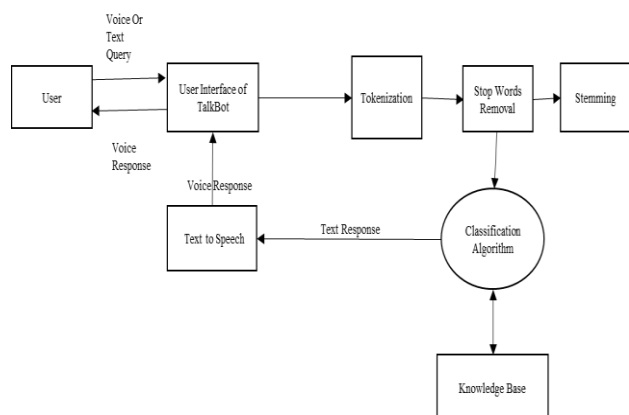 Voice Or
Text
Query
User
User Interface of
TalkBot
Tokenization
Stop Words
Removal
Stemming
Voice
Response
Voice Response
Text to Speech
Text Response
Classification
Algorithm
Knowledge Base